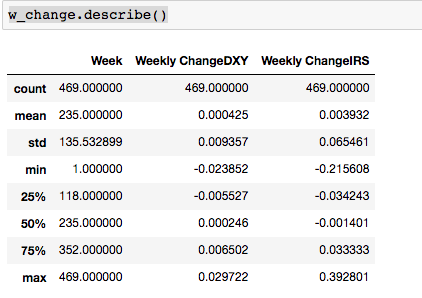 w_change.describe()
Week Weekly ChangeDXY Weekly ChangeIRS
count 469.000000 469.000000 469.000000
mean 235.000000 0.000425 0.003932
std 135.532899 0.009357 0.065461
min 1.000000 -0.023852 -0.215608
25% 118.000000 -0.005527 -0.034243
50% 235.000000 0.000246 -0.001401
75% 352.000000 0.006502 0.033333
max 469.000000 0.029722 0.392801